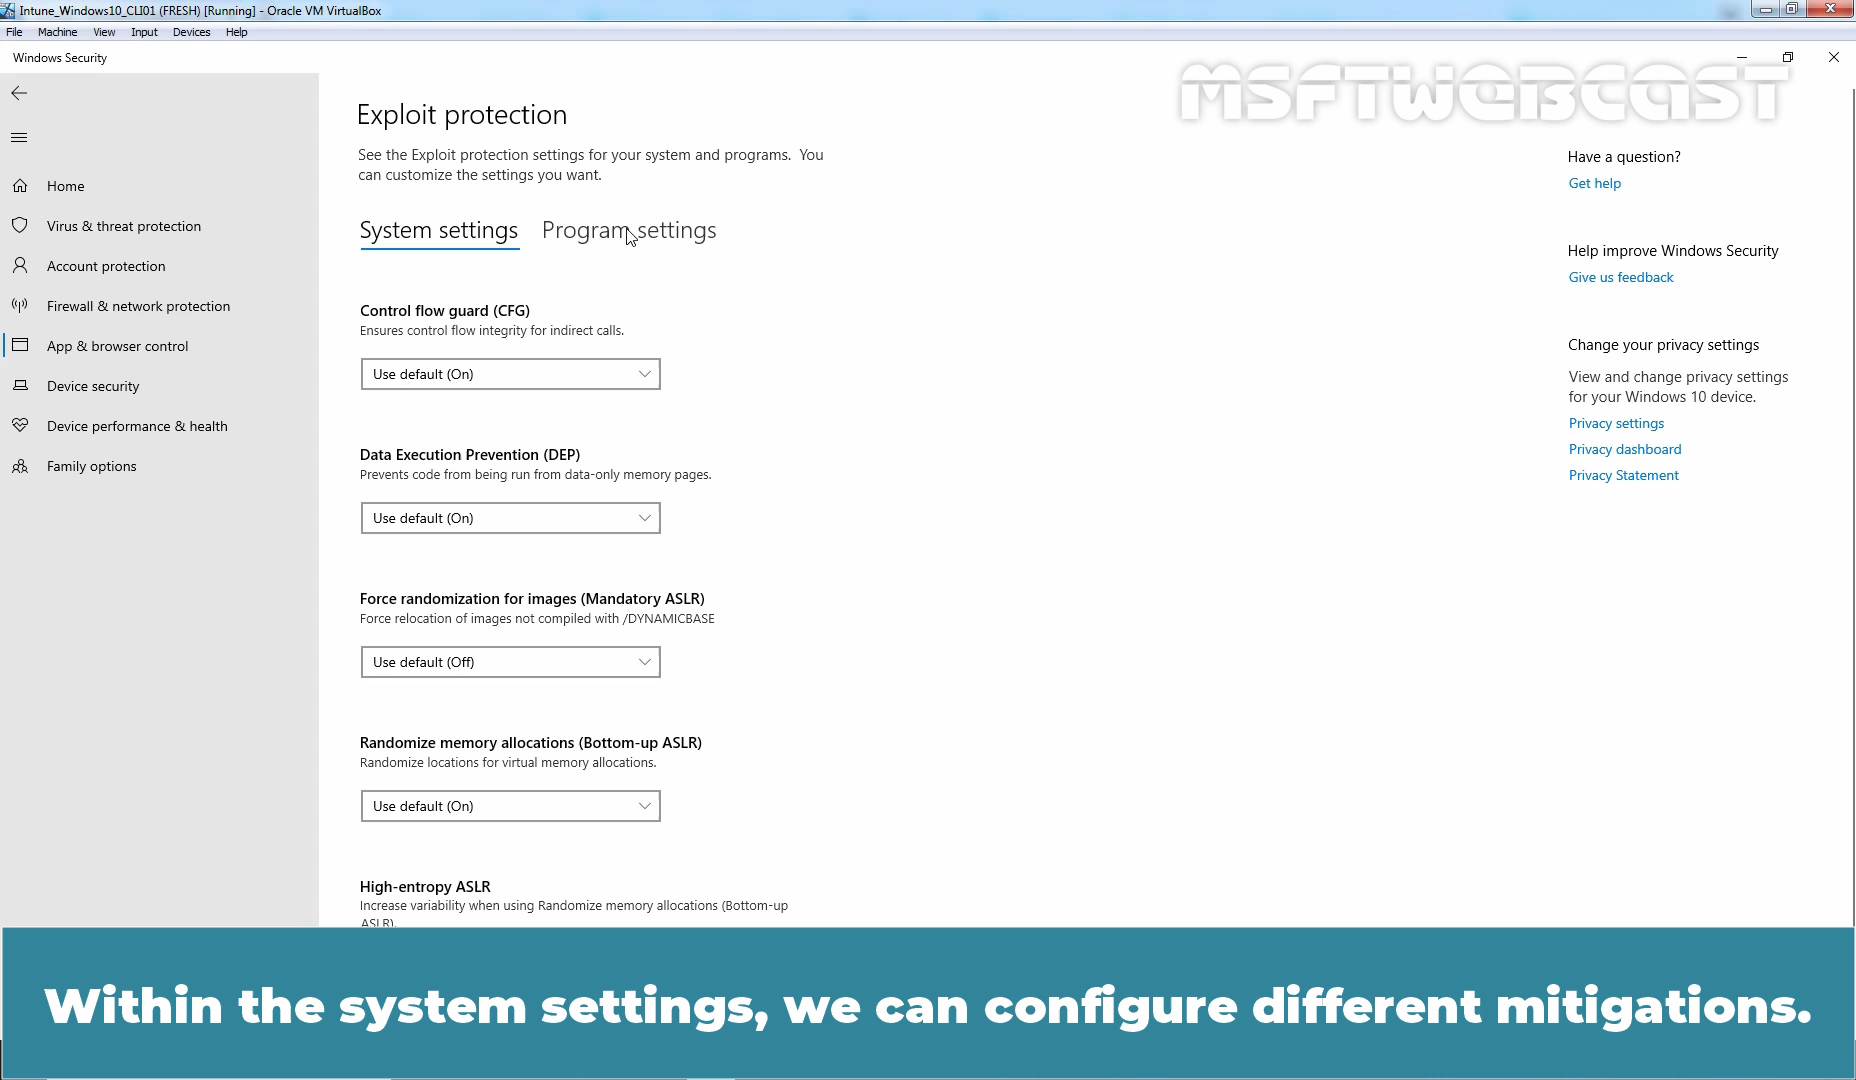 Intune_Windows10_CLI01 (FRESH) [Running] - Oracle VM VirtualBox
File Machine View Input Devices Help
Windows Security
MSFTWEBCAST
Home
Virus & threat protection
Account protection
Firewall & network protection
App & browser control
Device security
Device performance & health
Family options
Exploit protection
See the Exploit protection settings for your system and programs. You
can customize the settings you want.
System settings Program settings
Control flow guard (CFG)
Ensures control flow integrity for indirect calls.
Use default (On)
Data Execution Prevention (DEP)
Prevents code from being run from data-only memory pages.
Use default (On)
Force randomization for images (Mandatory ASLR)
Force relocation of images not compiled with /DYNAMICBASE
Use default (Off)
Randomize memory allocations (Bottom-up ASLR)
Randomize locations for virtual memory allocations.
Use default (On)
High-entropy ASLR
Increase variability when using Randomize memory allocations (Bottom-up
ASLR).
Have a question?
Get help
Help improve Windows Security
Give us feedback
Change your privacy settings
View and change privacy settings
for your Windows 10 device.
Privacy settings
Privacy dashboard
Privacy Statement
Within the system settings, we can configure different mitigations.